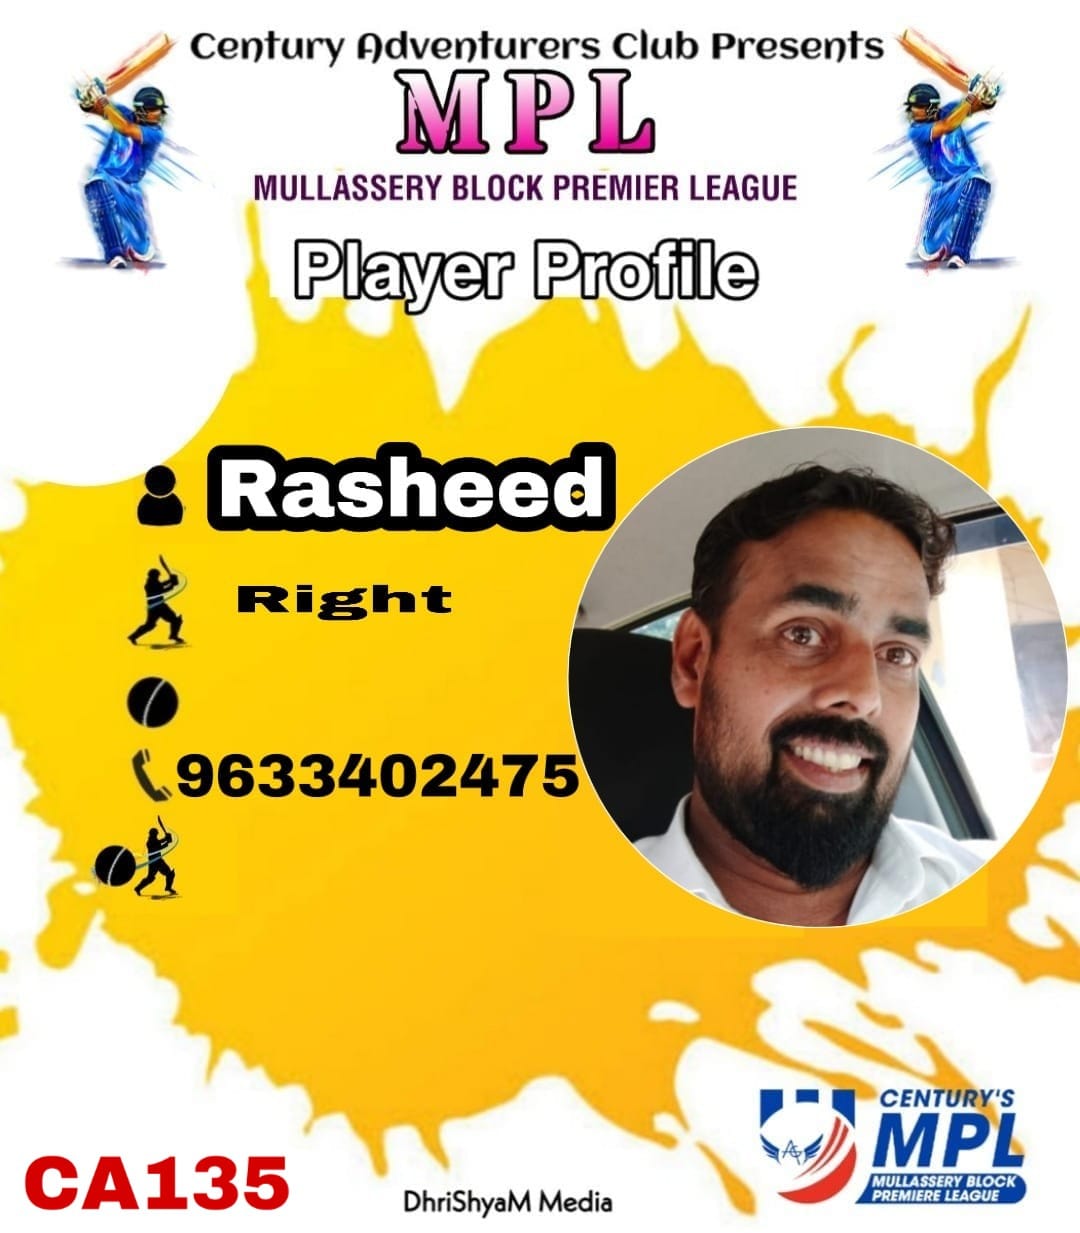 Century Adventurers Club Presents
MPL
MULLASSERY BLOCK PREMIER LEAGUE
Player Profile
Rasheed
Right
9633402475
CENTURY'S
MPL
MULLASSERY BLOCK
PREMIERE LEAGUE
CA135
DhriShyaM Media